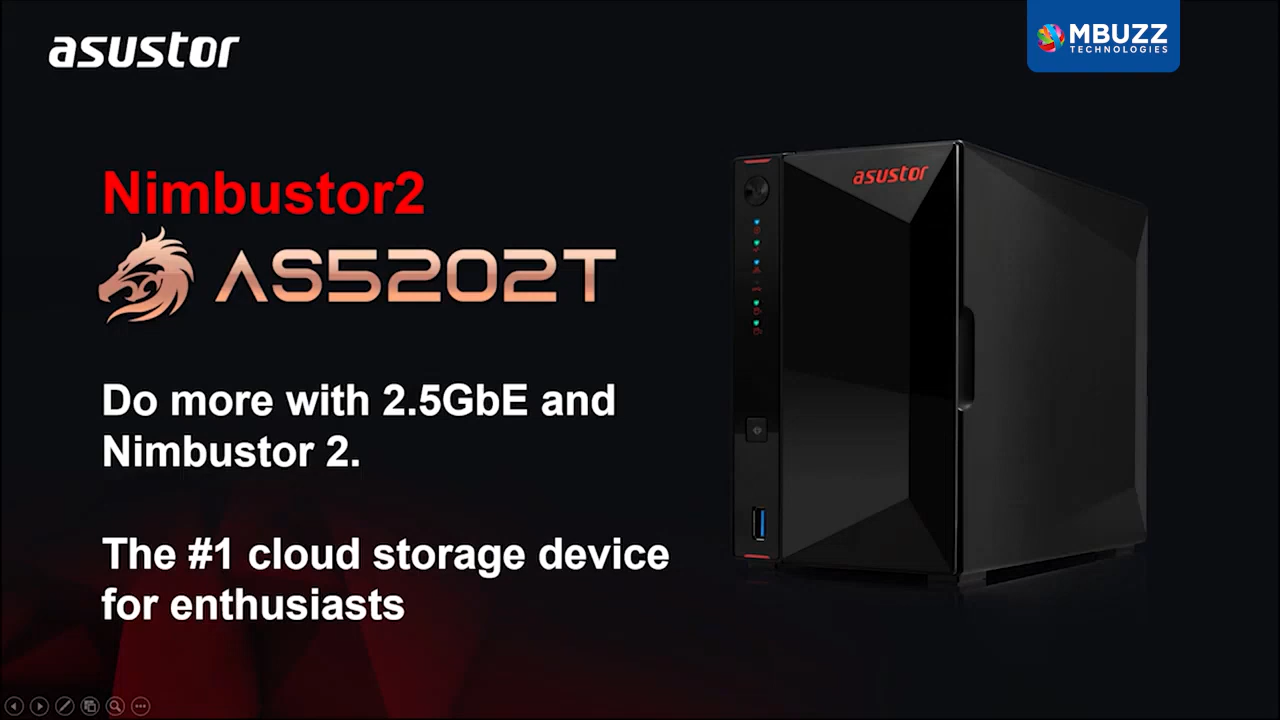 asustor
MBUZZ
TECHNOLOGIES
Nimbustor2
AS5202T
asustor
Do more with 2.5GbE and
Nimbustor 2.
The #1 cloud storage device
for enthusiasts